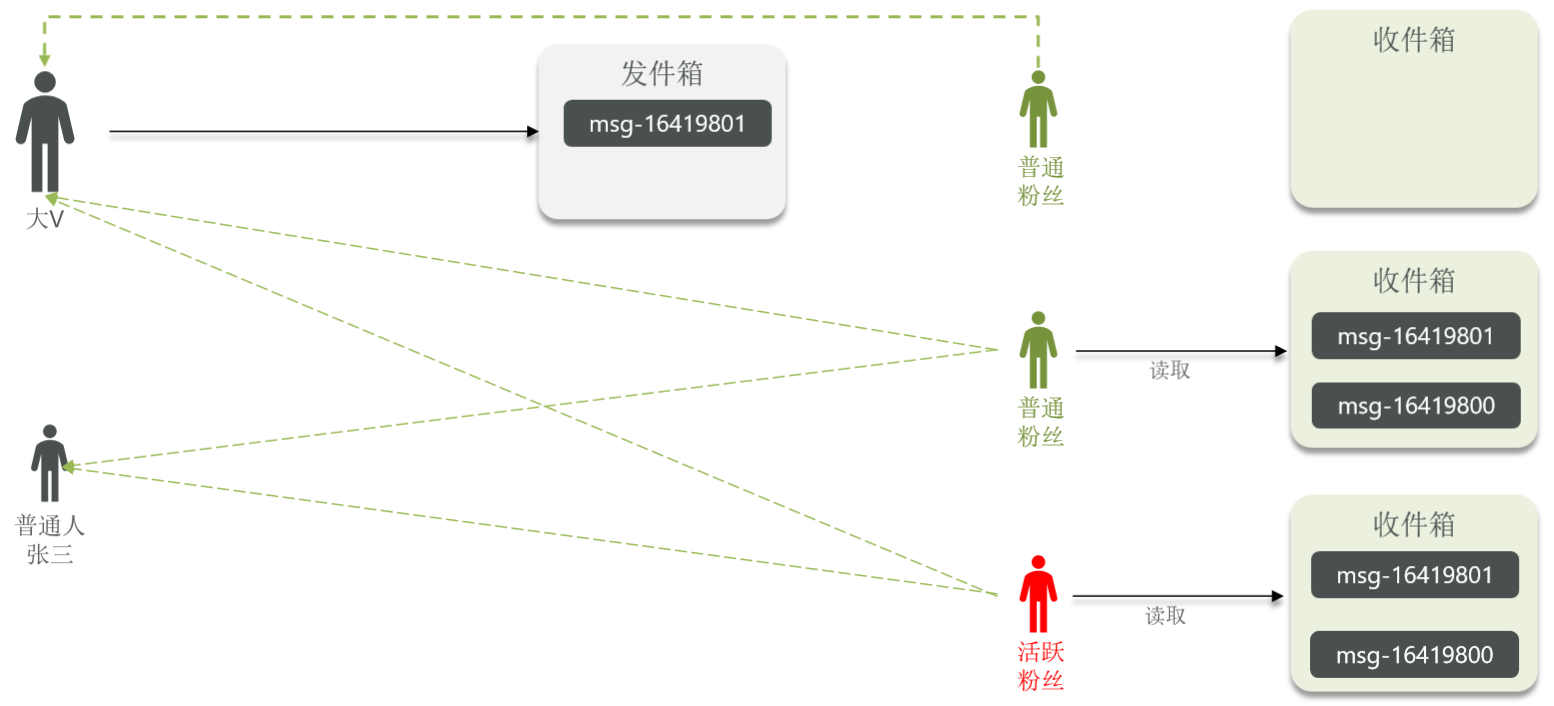 收件箱
发件箱
msg-16419801
普通
粉丝
大V
收件箱
msg-16419801
读取
msg-16419800
普通
粉丝
普通人
张三
收件箱
msg-16419801
读取
活跃
粉丝
msg-16419800